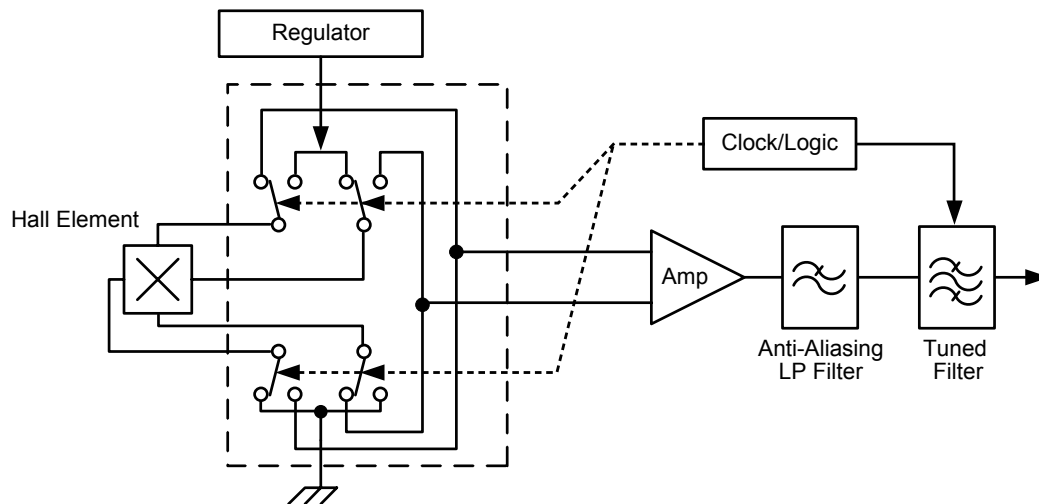 Regulator
Clock/Logic
Hall Element
Amp
Anti-Aliasing
LP Filter
Tuned
Filter